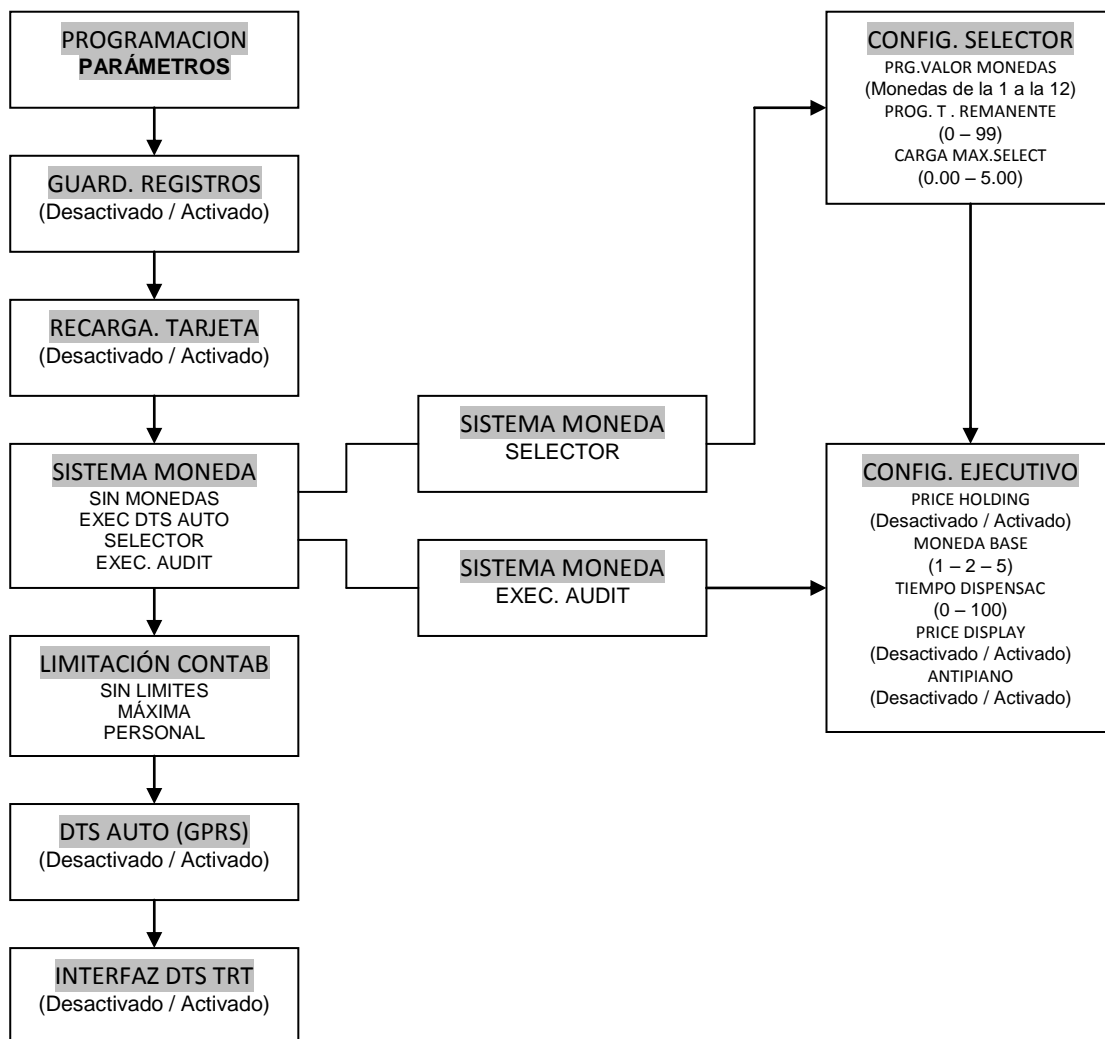 PROGRAMACION
PARÁMETROS
GUARD. REGISTROS
(Desactivado / Activado)
RECARGA. TARJETA
(Desactivado / Activado)
SISTEMA MONEDA
SIN MONEDAS
EXEC DTS AUTO
SELECTOR
EXEC. AUDIT
LIMITACIÓN CONTAB
SIN LIMITES
MÁXIMA
PERSONAL
DTS AUTO (GPRS)
(Desactivado / Activado)
INTERFAZ DTS TRT
(Desactivado / Activado)
SISTEMA MONEDA
SELECTOR
SISTEMA MONEDA
EXEC. AUDIT
CONFIG. SELECTOR
PRG.VALOR MONEDAS
(Monedas de la 1 a la 12)
PROG. T . REMANENTE
(0 – 99)
CARGA MAX.SELECT
(0.00 – 5.00)
CONFIG. EJECUTIVO
PRICE HOLDING
(Desactivado / Activado)
MONEDA BASE
(1 – 2 – 5)
TIEMPO DISPENSAC
(0 – 100)
PRICE DISPLAY
(Desactivado / Activado)
ANTIPIANO
(Desactivado / Activado)